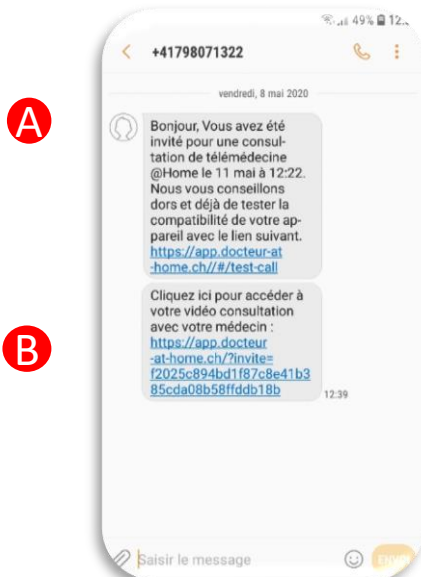 49% 12:
+41798071322
vendredi, 8 mai 2020
A
Bonjour, Vous avez été
invité pour une consul-
tation de télémédecine
@Home le 11 mai à 12:22.
Nous vous conseillons
dors et déjà de tester la
compatibilité de votre ap-
pareil avec le lien suivant.
https://app.docteur-at
-home.ch//#/test-call
B
Cliquez ici pour accéder à
votre vidéo consultation
avec votre médecin :
https://app.docteur
-at-home.ch/?invite=
f2025c894bd1f87c8e41b3
85cda08b58ffddb18b
12:39
Saisir le message